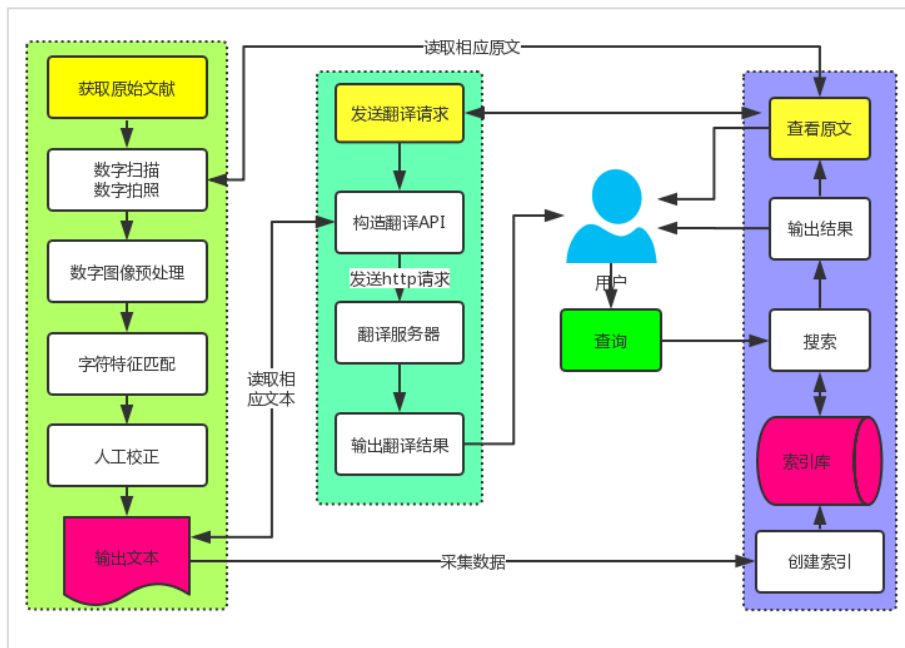 读取相应原文
获取原始文献
数字扫描
数字拍照
数字图像预处理
字符特征匹配
人工校正
输出文本
读取相
应文本
采集数据
发送翻译请求
构造翻译API
发送http请求
翻译服务器
输出翻译结果
用户
查询
查看原文
输出结果
搜索
索引库
创建索引